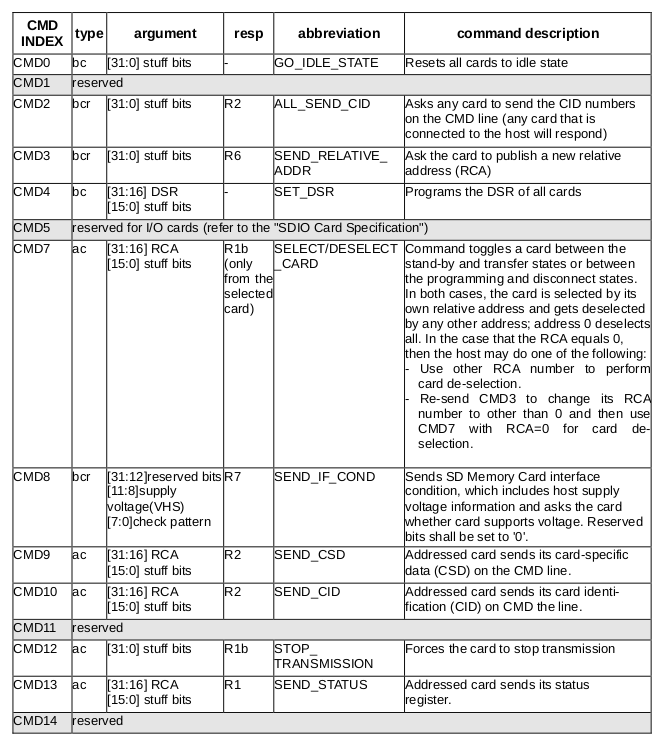 CMD INDEX type argument resp abbreviation command description
CMD0 bc [31:0] stuff bits - GO_IDLE_STATE Resets all cards to idle state
CMD1 reserved
CMD2 bcr [31:0] stuff bits R2 ALL_SEND_CID Asks any card to send the CID numbers
on the CMD line (any card that is
connected to the host will respond)
CMD3 bcr [31:0] stuff bits R6 SEND_RELATIVE_ Ask the card to publish a new relative
ADDR address (RCA)
CMD4 bc [31:16] DSR - SET_DSR Programs the DSR of all cards
[15:0] stuff bits
CMD5 reserved for I/O cards (refer to the "SDIO Card Specification")
CMD7 ac [31:16] RCA R1b SELECT/DESELECT Command toggles a card between the
[15:0] stuff bits (only _CARD stand-by and transfer states or between
from the the programming and disconnect states.
selected In both cases, the card is selected by its
card) own relative address and gets deselected
by any other address; address 0 deselects
all. In the case that the RCA equals 0,
then the host may do one of the following:
- Use other RCA number to perform
card de-selection.
- Re-send CMD3 to change its RCA
number to other than 0 and then use
CMD7 with RCA=0 for card de-
selection.
CMD8 bcr [31:12]reserved bits R7 SEND_IF_COND Sends SD Memory Card interface
[11:8]supply condition, which includes host supply
voltage(VHS) voltage information and asks the card
[7:0]check pattern whether card supports voltage. Reserved
bits shall be set to '0'.
CMD9 ac [31:16] RCA R2 SEND_CSD Addressed card sends its card-specific
[15:0] stuff bits data (CSD) on the CMD line.
CMD10 ac [31:16] RCA R2 SEND_CID Addressed card sends its card identi-
[15:0] stuff bits fication (CID) on CMD the line.
CMD11 reserved
CMD12 ac [31:0] stuff bits R1b STOP_ Forces the card to stop transmission
TRANSMISSION
CMD13 ac [31:16] RCA R1 SEND_STATUS Addressed card sends its status
[15:0] stuff bits register.
CMD14 reserved